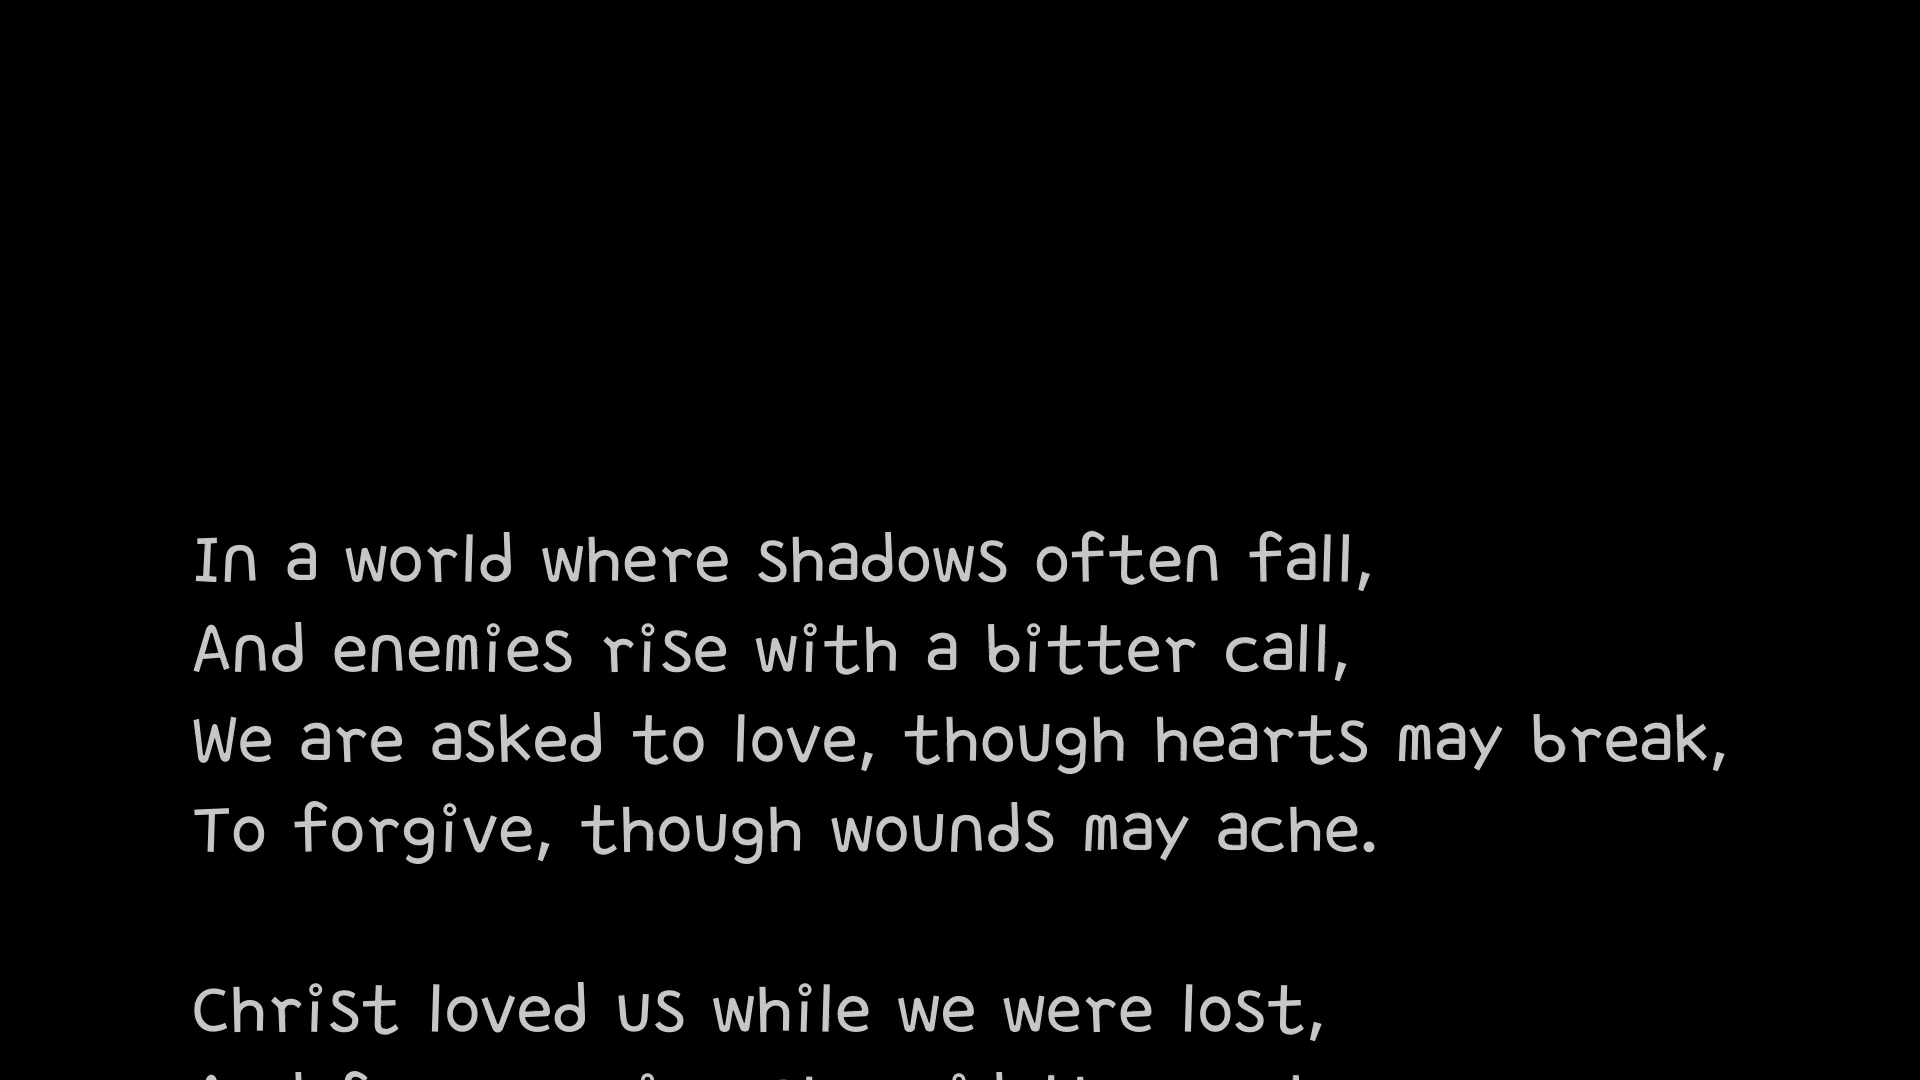 In a world where shadows often fall,
And enemies rise with a bitter call,
We are asked to love, though hearts may break,
To forgive, though wounds may ache.
Christ loved us while we were lost,